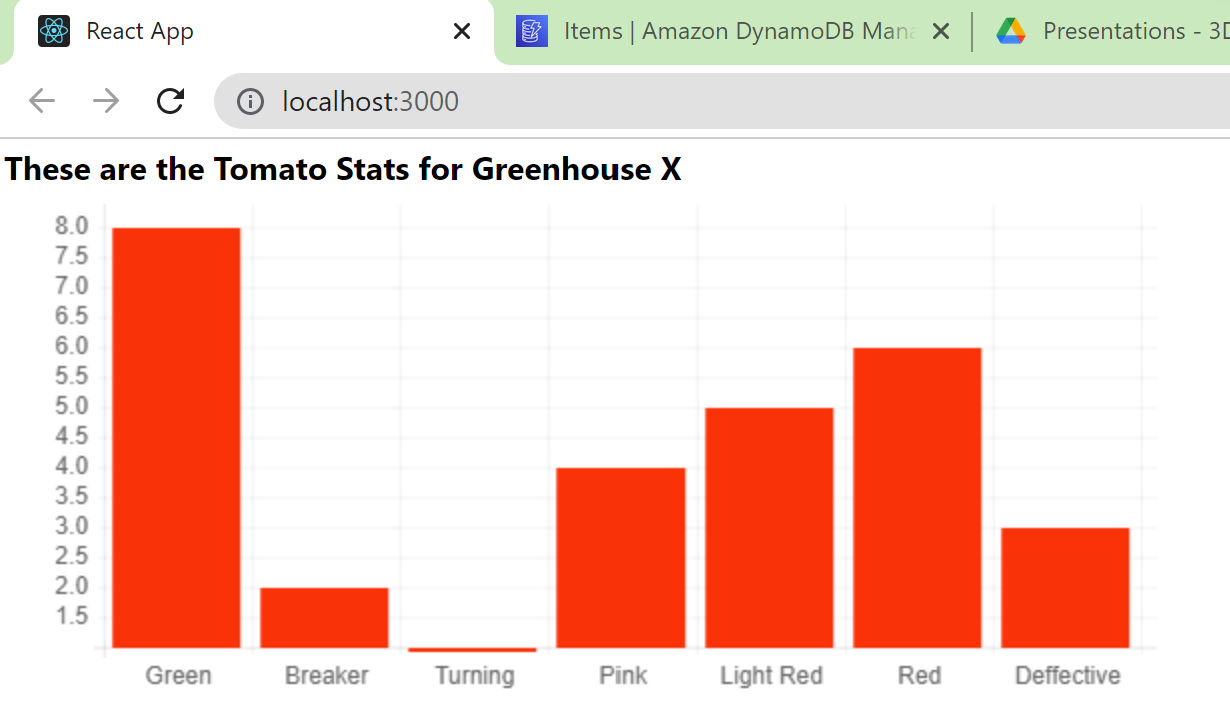 React App
Items | Amazon DynamoDB Mana
Presentations - 3D
localhost:3000
These are the Tomato Stats for Greenhouse X
8.0
7.5
7.0
6.5
6.0
5.5
5.0
4.5
4.0
3.5
3.0
2.5
2.0
1.5
Green Breaker Turning Pink Light Red Red Deffective